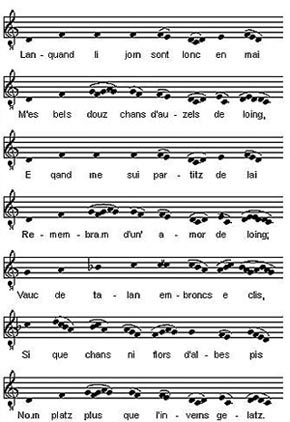 Lan - quand li jorn sont lonc en mai
M'es bels douz chans d'au - zels de loing,
E qand me sui par - titz de lai
Re - mem - bra.m d'un' a - mor de loing;
Vauc de ta - lan em - broncs e clis,
Si que chans ni flors d'al - bes pis
No.m platz plus que l'in - verns ge - latz.